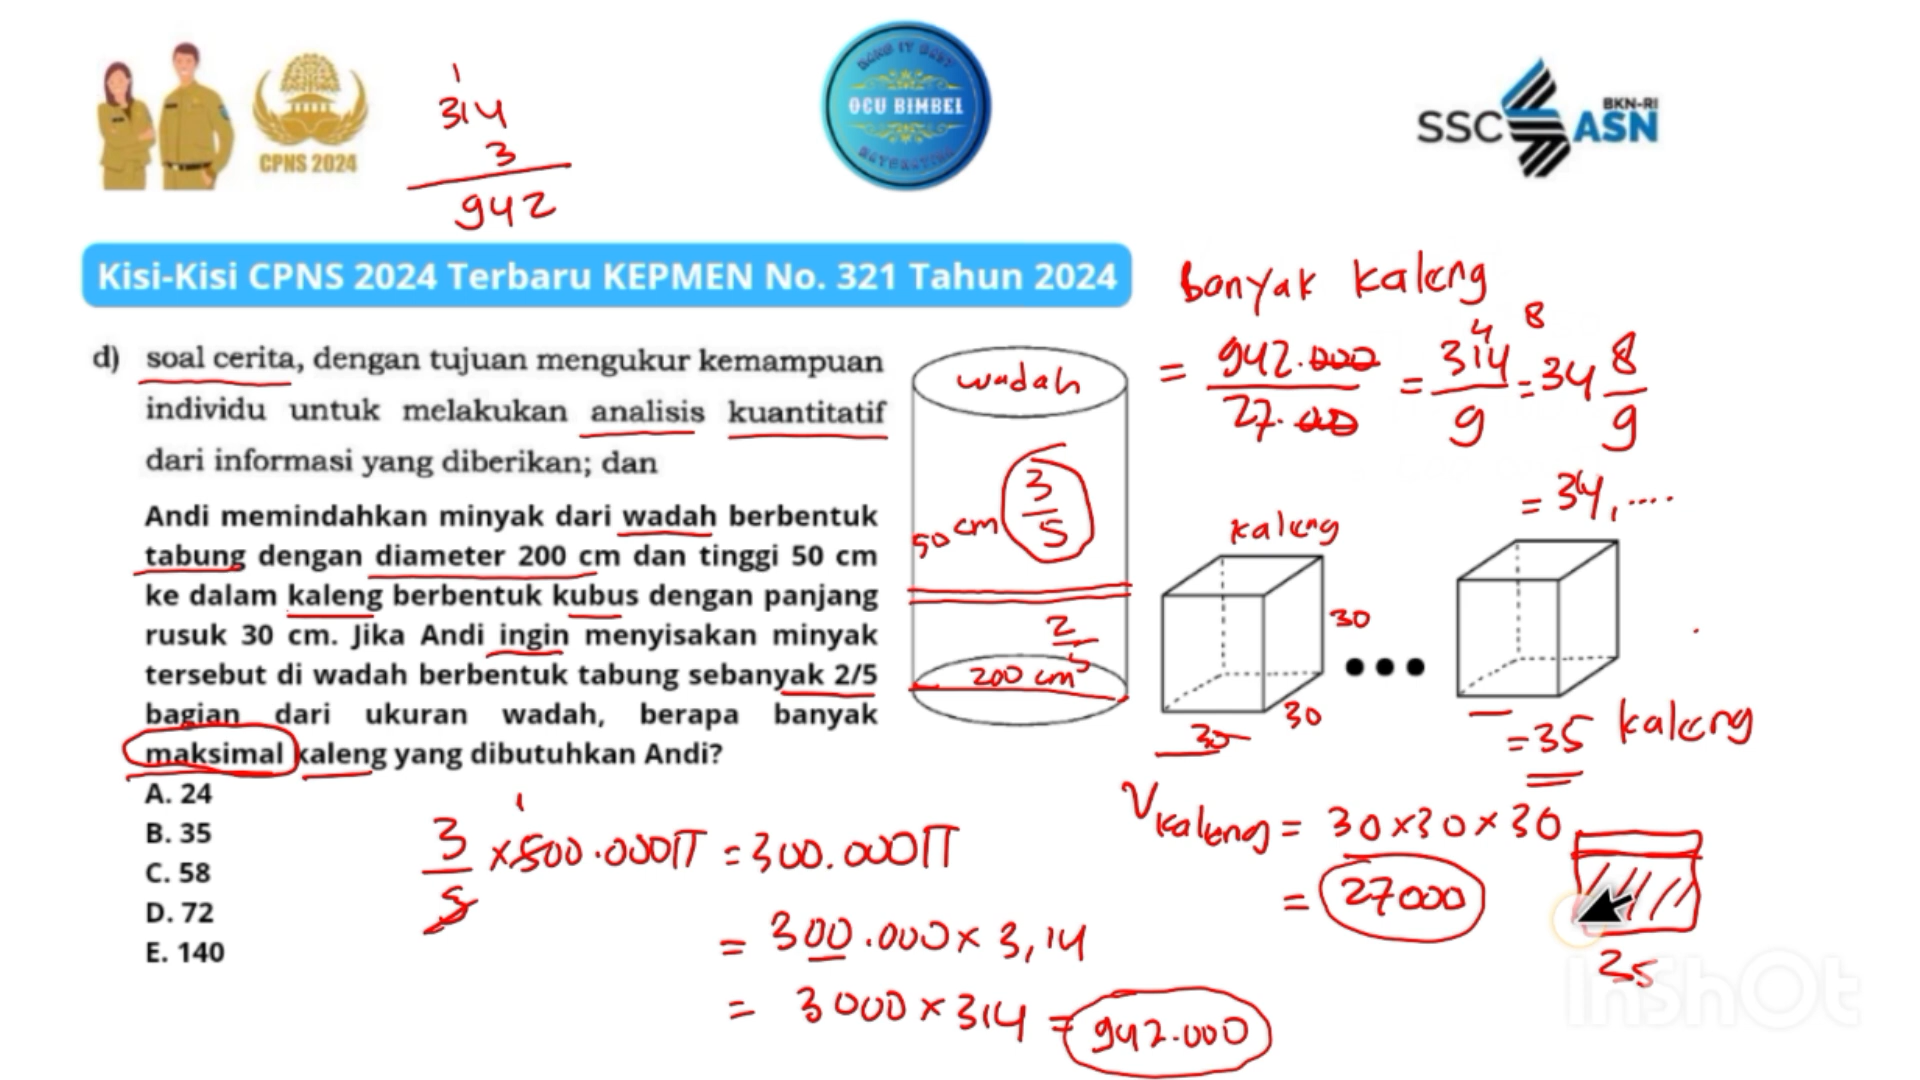 CPNS 2024
1
314
3
942
OCU BIMBEL
SSC ASN
BKN-RI
Kisi-Kisi CPNS 2024 Terbaru KEPMEN No. 321 Tahun 2024
d) soal cerita, dengan tujuan mengukur kemampuan
individu untuk melakukan analisis kuantitatif
dari informasi yang diberikan; dan
Andi memindahkan minyak dari wadah berbentuk
tabung dengan diameter 200 cm dan tinggi 50 cm
ke dalam kaleng berbentuk kubus dengan panjang
rusuk 30 cm. Jika Andi ingin menyisakan minyak
tersebut di wadah berbentuk tabung sebanyak 2/5
bagian dari ukuran wadah, berapa banyak
maksimal kaleng yang dibutuhkan Andi?
A. 24
B. 35
C. 58
D. 72
E. 140
wadah
50 cm
3/5
2/5
200 cm
Banyak kaleng
= 942.000/27.000 = 314/9 = 34 8/9
4 8
= 34,....
kaleng
30
30
30
= 35 kaleng
V kaleng = 30 x 30 x 30
= 27000
35
1
3/5 x 500.000π = 300.000π
= 300.000 x 3,14
= 3000 x 314 = 942.000
InShOt